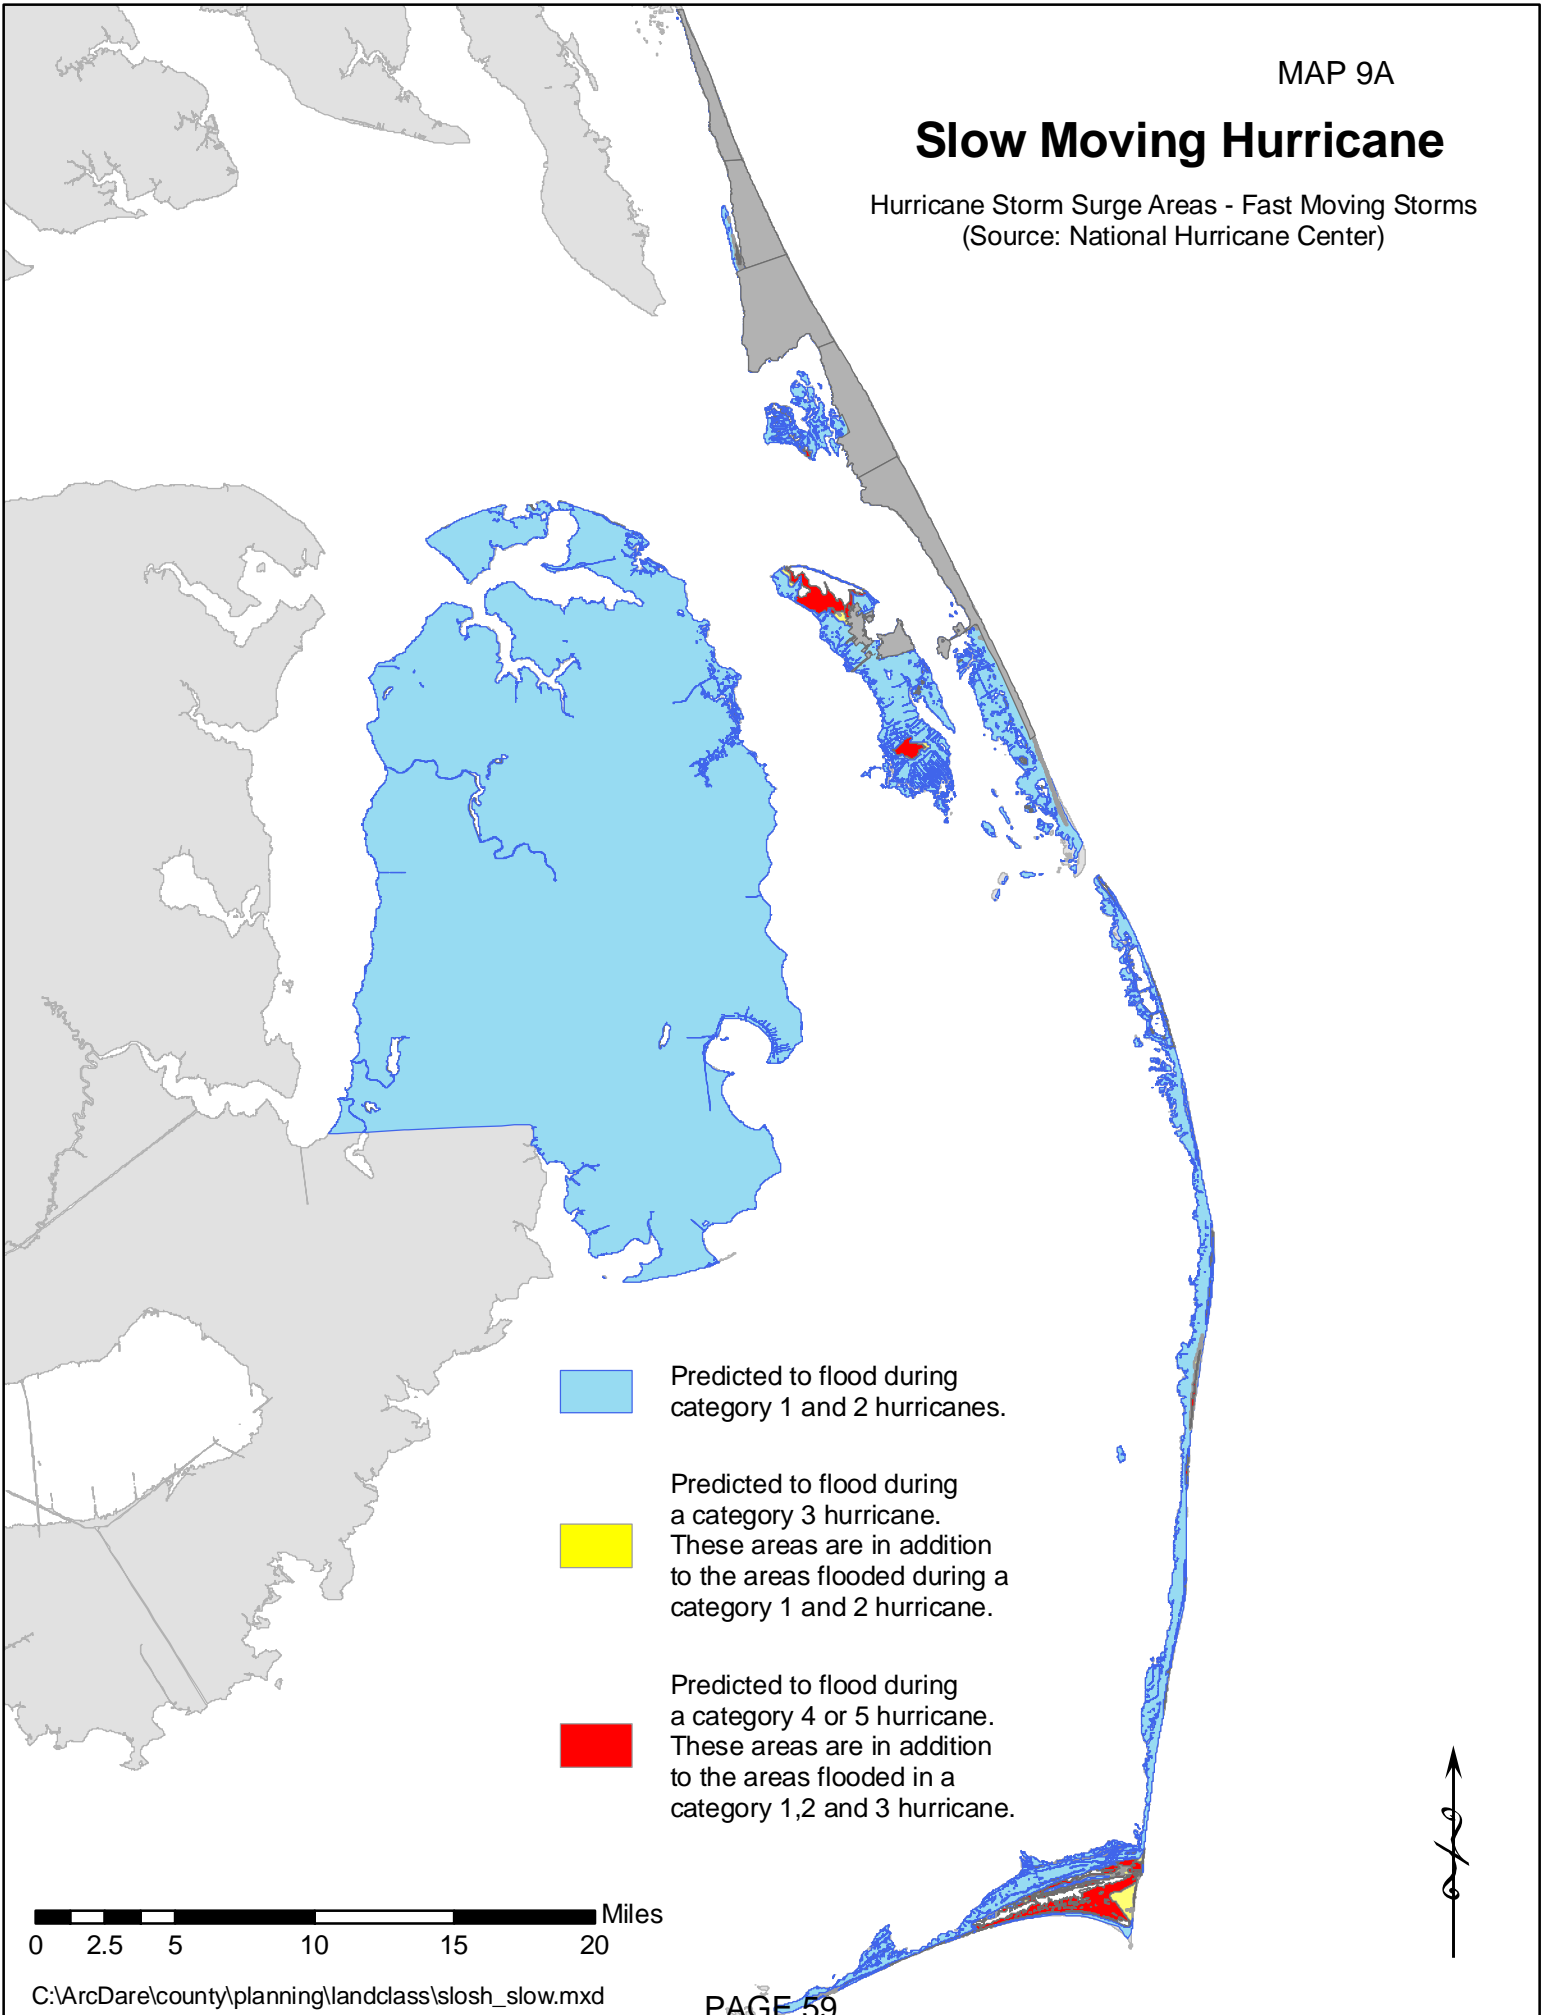 MAP 9A
Slow Moving Hurricane
Hurricane Storm Surge Areas - Fast Moving Storms
(Source: National Hurricane Center)
Predicted to flood during
category 1 and 2 hurricanes.
Predicted to flood during
a category 3 hurricane.
These areas are in addition
to the areas flooded during a
category 1 and 2 hurricane.
Predicted to flood during
a category 4 or 5 hurricane.
These areas are in addition
to the areas flooded in a
category 1,2 and 3 hurricane.
Miles
0 2.5 5 10 15 20
C:\ArcDare\county\planning\landclass\slosh_slow.mxd
PAGE 59